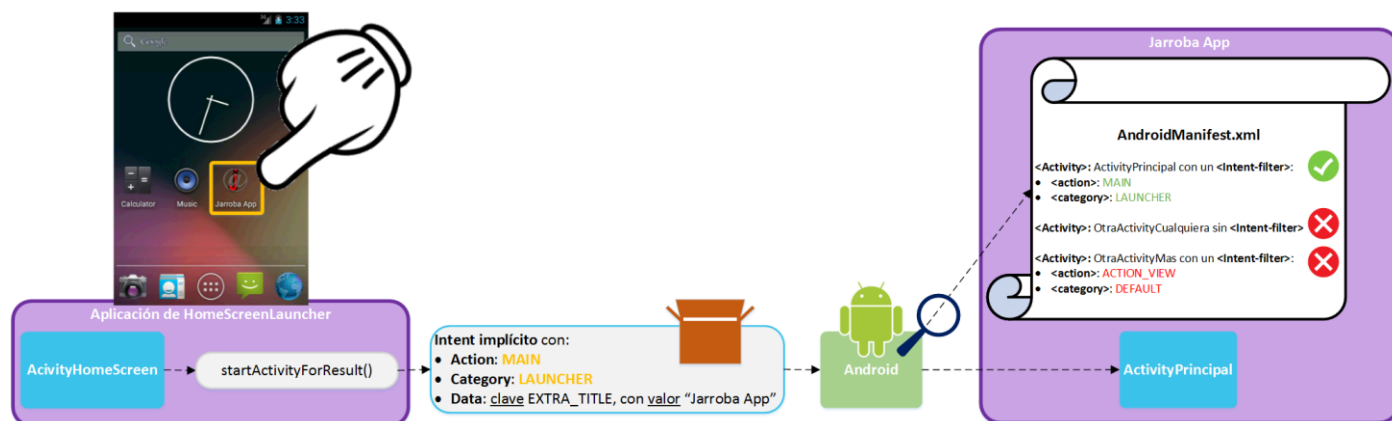 3:33
Google
Calculator
Music
Jarroba App
Aplicación de HomeScreenLauncher
AcivityHomeScreen
startActivityForResult()
Intent implícito con:
• Action: MAIN
• Category: LAUNCHER
• Data: clave EXTRA_TITLE, con valor “Jarroba App”
Android
Jarroba App
AndroidManifest.xml
<Activity>: ActivityPrincipal con un <Intent-filter>:
• <action>: MAIN
• <category>: LAUNCHER
<Activity>: OtraActivityCualquiera sin <Intent-filter>
<Activity>: OtraActivityMas con un <Intent-filter>:
• <action>: ACTION_VIEW
• <category>: DEFAULT
ActivityPrincipal